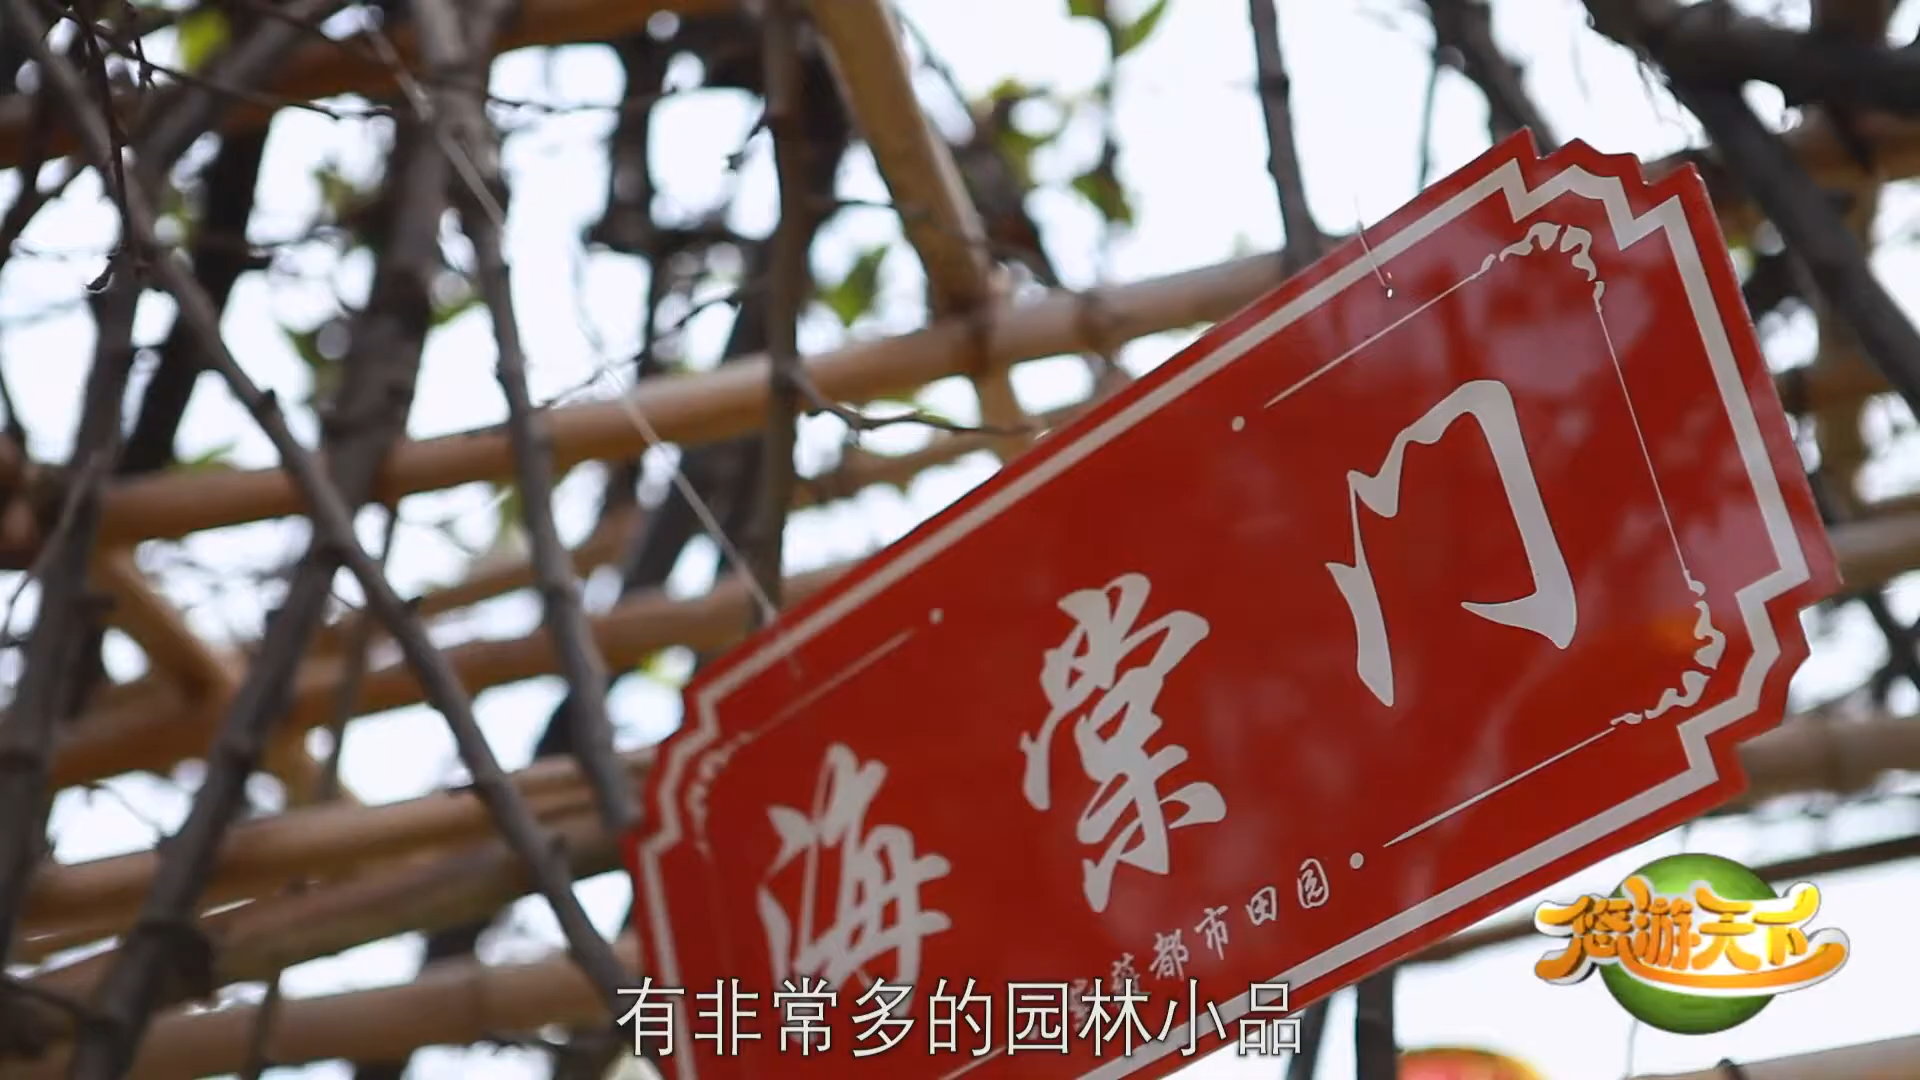 海棠门
都市田园
有非常多的园林小品
悠游天下